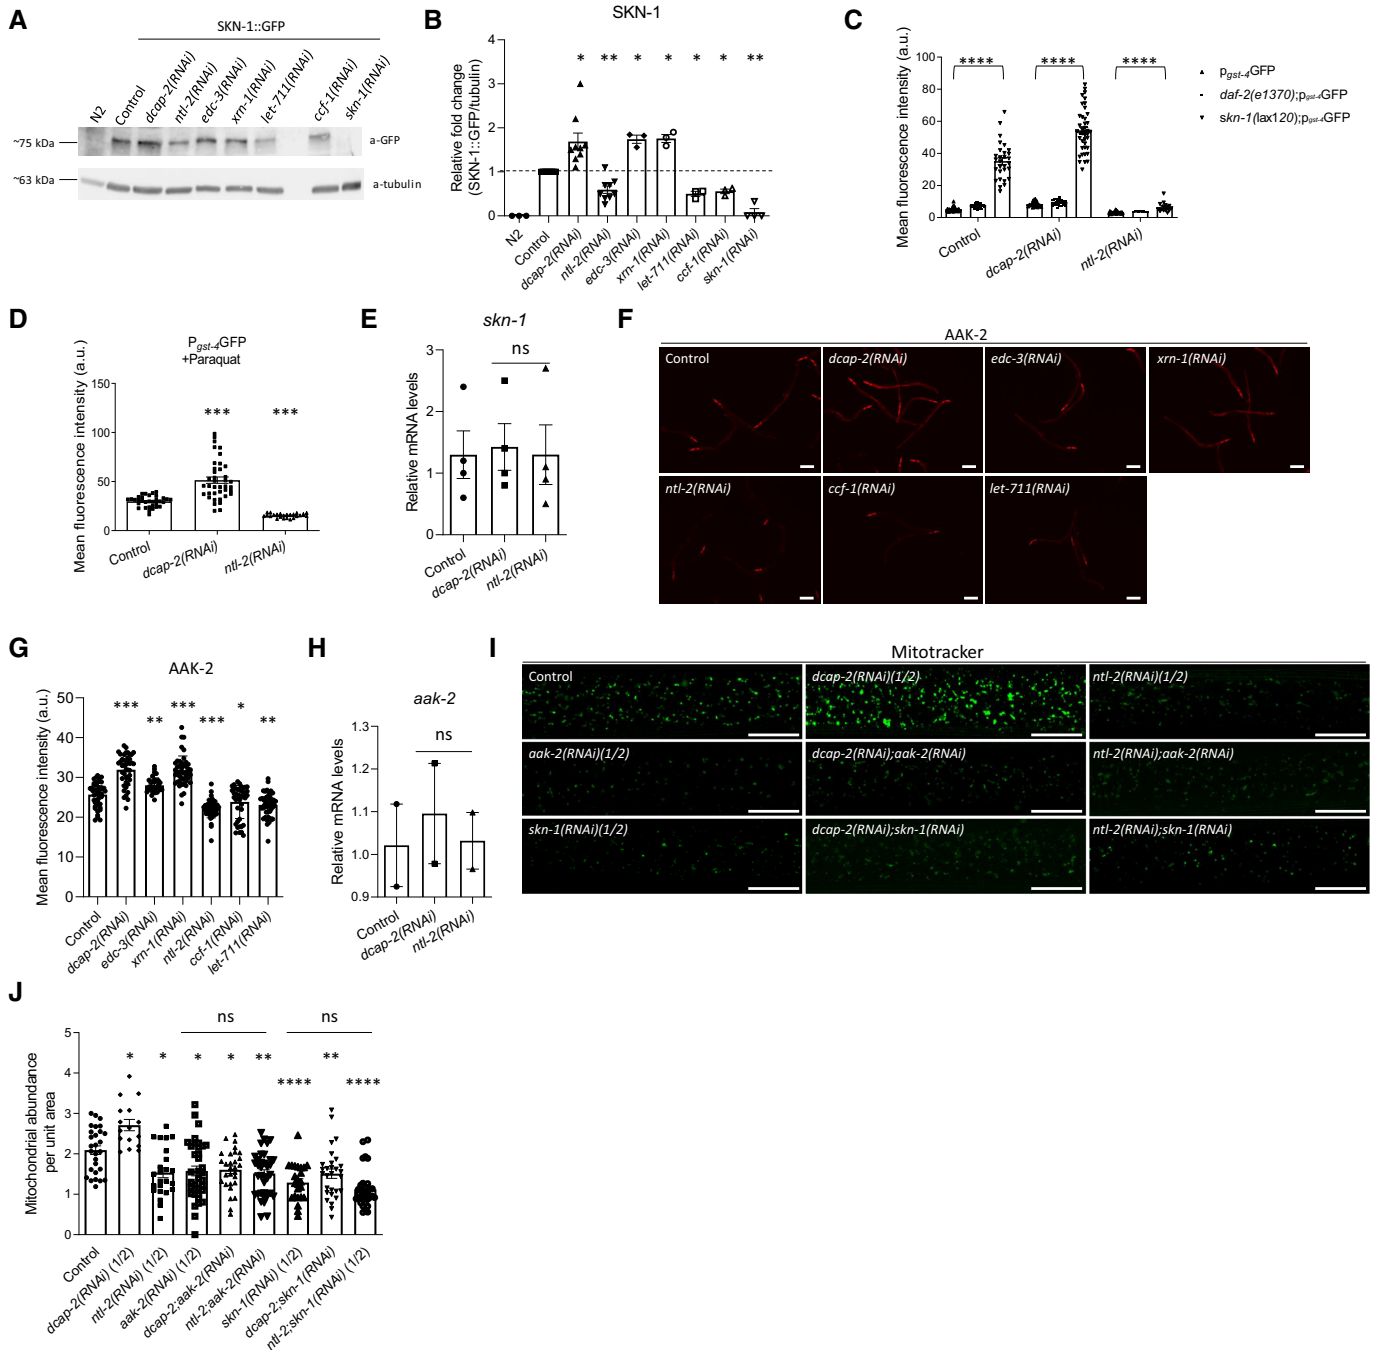 A
SKN-1::GFP
N2
Control
dcap-2(RNAi)
ntl-2(RNAi)
edc-3(RNAi)
xrn-1(RNAi)
let-711(RNAi)
ccf-1(RNAi)
skn-1(RNAi)
~75 kDa
a-GFP
~63 kDa
a-tubulin
B
SKN-1
Relative fold change
(SKN-1::GFP/tubulin)
4
3
2
1
0
* ** * * * * **
N2
Control
dcap-2(RNAi)
ntl-2(RNAi)
edc-3(RNAi)
xrn-1(RNAi)
let-711(RNAi)
ccf-1(RNAi)
skn-1(RNAi)
C
Mean fluorescence intensity (a.u.)
100
80
60
40
20
0
**** **** ****
Control
dcap-2(RNAi)
ntl-2(RNAi)
pgst-4GFP
daf-2(e1370);pgst-4GFP
skn-1(lax120);pgst-4GFP
D
Pgst-4GFP
+Paraquat
Mean fluorescence intensity (a.u.)
150
100
50
0
*** ***
Control
dcap-2(RNAi)
ntl-2(RNAi)
E
skn-1
ns
Relative mRNA levels
3
2
1
0
Control
dcap-2(RNAi)
ntl-2(RNAi)
F
AAK-2
Control
dcap-2(RNAi)
edc-3(RNAi)
xrn-1(RNAi)
ntl-2(RNAi)
ccf-1(RNAi)
let-711(RNAi)
G
AAK-2
Mean fluorescence intensity (a.u.)
50
40
30
20
10
0
*** ** *** *** * **
Control
dcap-2(RNAi)
edc-3(RNAi)
xrn-1(RNAi)
ntl-2(RNAi)
ccf-1(RNAi)
let-711(RNAi)
H
aak-2
ns
Relative mRNA levels
1.3
1.2
1.1
1.0
0.9
Control
dcap-2(RNAi)
ntl-2(RNAi)
I
Mitotracker
Control
dcap-2(RNAi)(1/2)
ntl-2(RNAi)(1/2)
aak-2(RNAi)(1/2)
dcap-2(RNAi);aak-2(RNAi)
ntl-2(RNAi);aak-2(RNAi)
skn-1(RNAi)(1/2)
dcap-2(RNAi);skn-1(RNAi)
ntl-2(RNAi);skn-1(RNAi)
J
ns
ns
Mitochondrial abundance
per unit area
5
4
3
2
1
0
* * * * ** **** ** ****
Control
dcap-2(RNAi) (1/2)
ntl-2(RNAi) (1/2)
aak-2(RNAi) (1/2)
dcap-2;aak-2(RNAi)
ntl-2;aak-2(RNAi)
skn-1(RNAi) (1/2)
dcap-2;skn-1(RNAi)
ntl-2;skn-1(RNAi) (1/2)